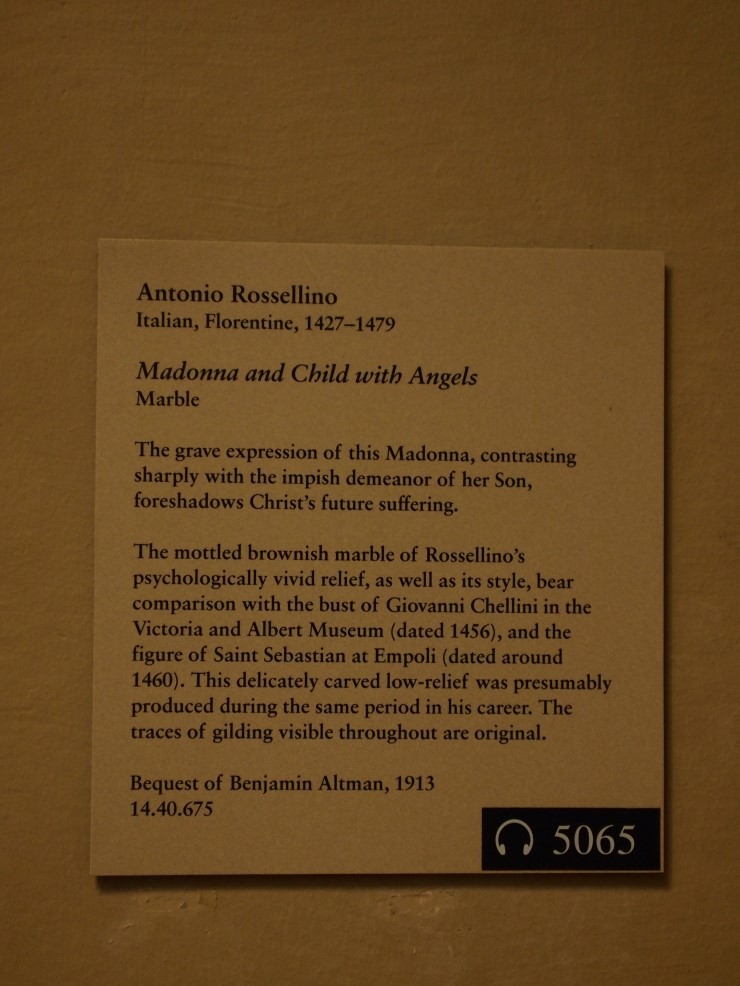 Antonio Rossellino
Italian, Florentine, 1427–1479
Madonna and Child with Angels
Marble
The grave expression of this Madonna, contrasting
sharply with the impish demeanor of her Son,
foreshadows Christ's future suffering.
The mottled brownish marble of Rossellino's
psychologically vivid relief, as well as its style, bear
comparison with the bust of Giovanni Chellini in the
Victoria and Albert Museum (dated 1456), and the
figure of Saint Sebastian at Empoli (dated around
1460). This delicately carved low-relief was presumably
produced during the same period in his career. The
traces of gilding visible throughout are original.
Bequest of Benjamin Altman, 1913
14.40.675
5065